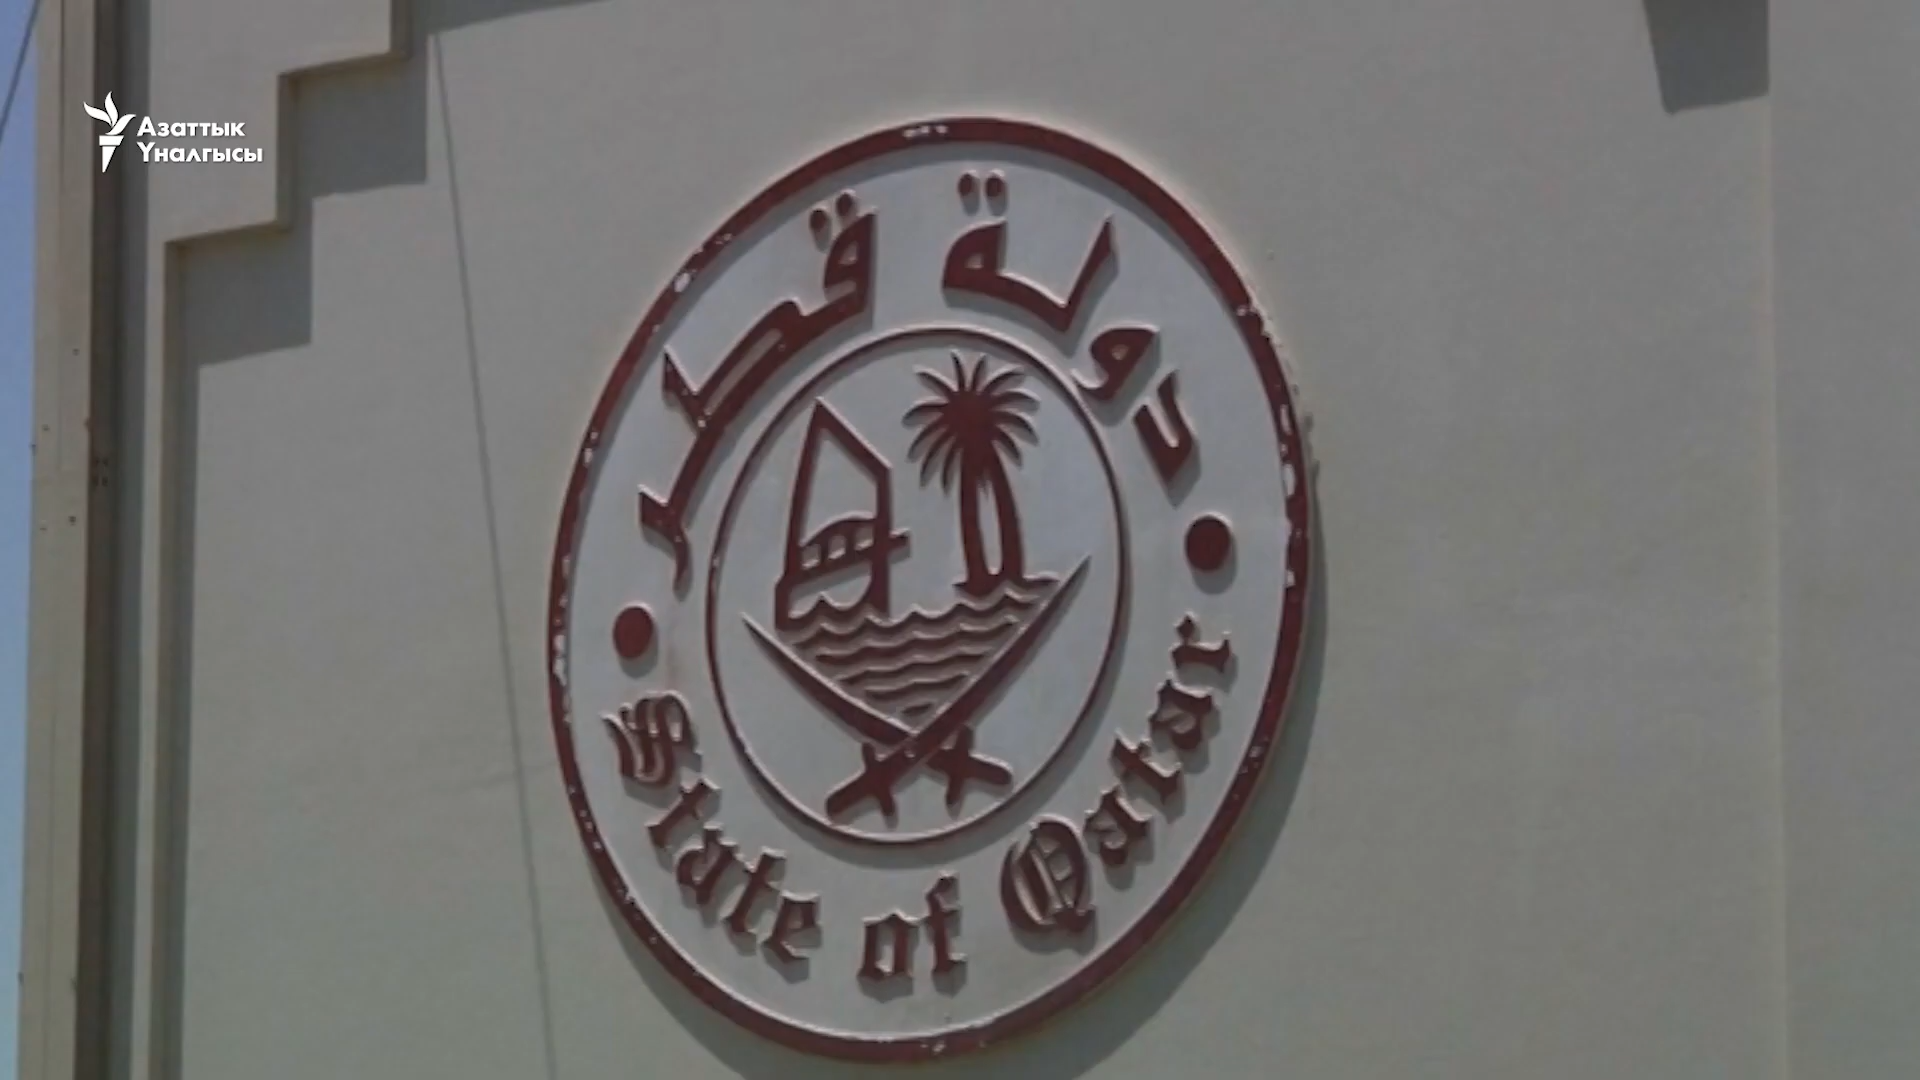 Азаттык
Үналгысы
دولة قطر
State of Qatar